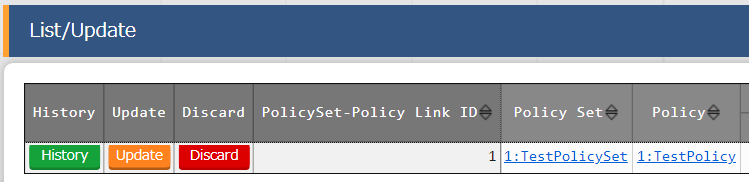 List/Update
History Update Discard PolicySet-Policy Link ID Policy Set Policy
History Update Discard 1 1:TestPolicySet 1:TestPolicy